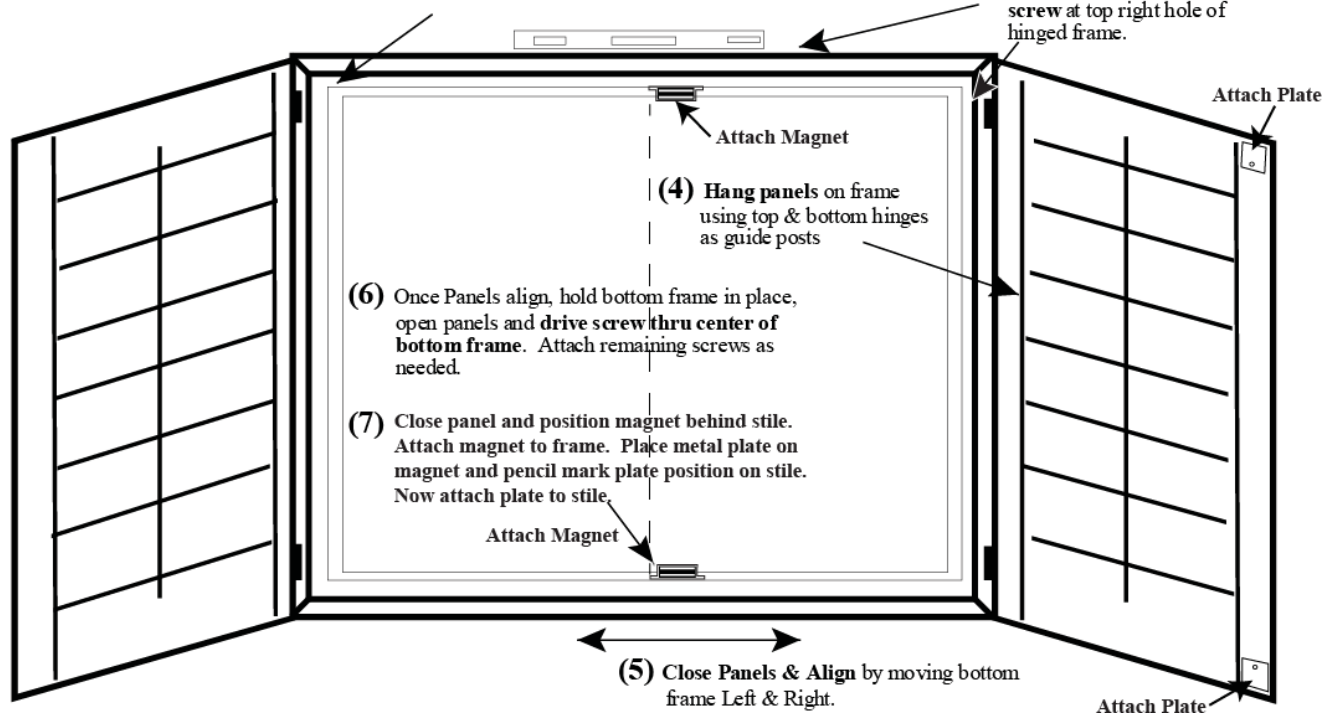 screw at top right hole of
hinged frame.
Attach Plate
Attach Magnet
(4) Hang panels on frame
using top & bottom hinges
as guide posts
(6) Once Panels align, hold bottom frame in place,
open panels and drive screw thru center of
bottom frame. Attach remaining screws as
needed.
(7) Close panel and position magnet behind stile.
Attach magnet to frame. Place metal plate on
magnet and pencil mark plate position on stile.
Now attach plate to stile.
Attach Magnet
(5) Close Panels & Align by moving bottom
frame Left & Right.
Attach Plate